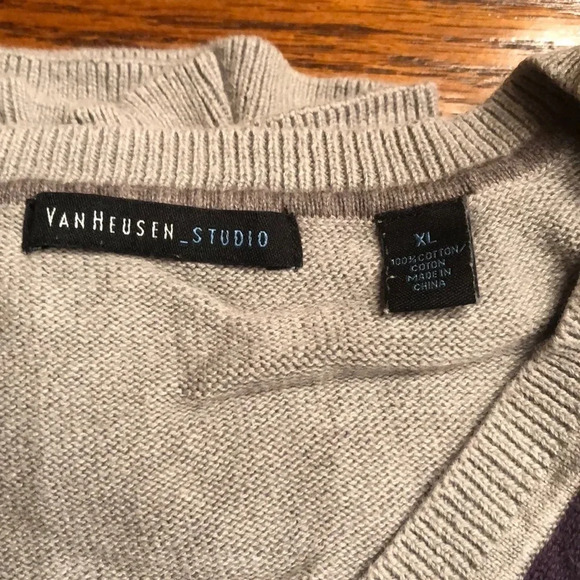 VANHEUSEN_STUDIO
XL
100% COTTON/
COTON
MADE IN
CHINA